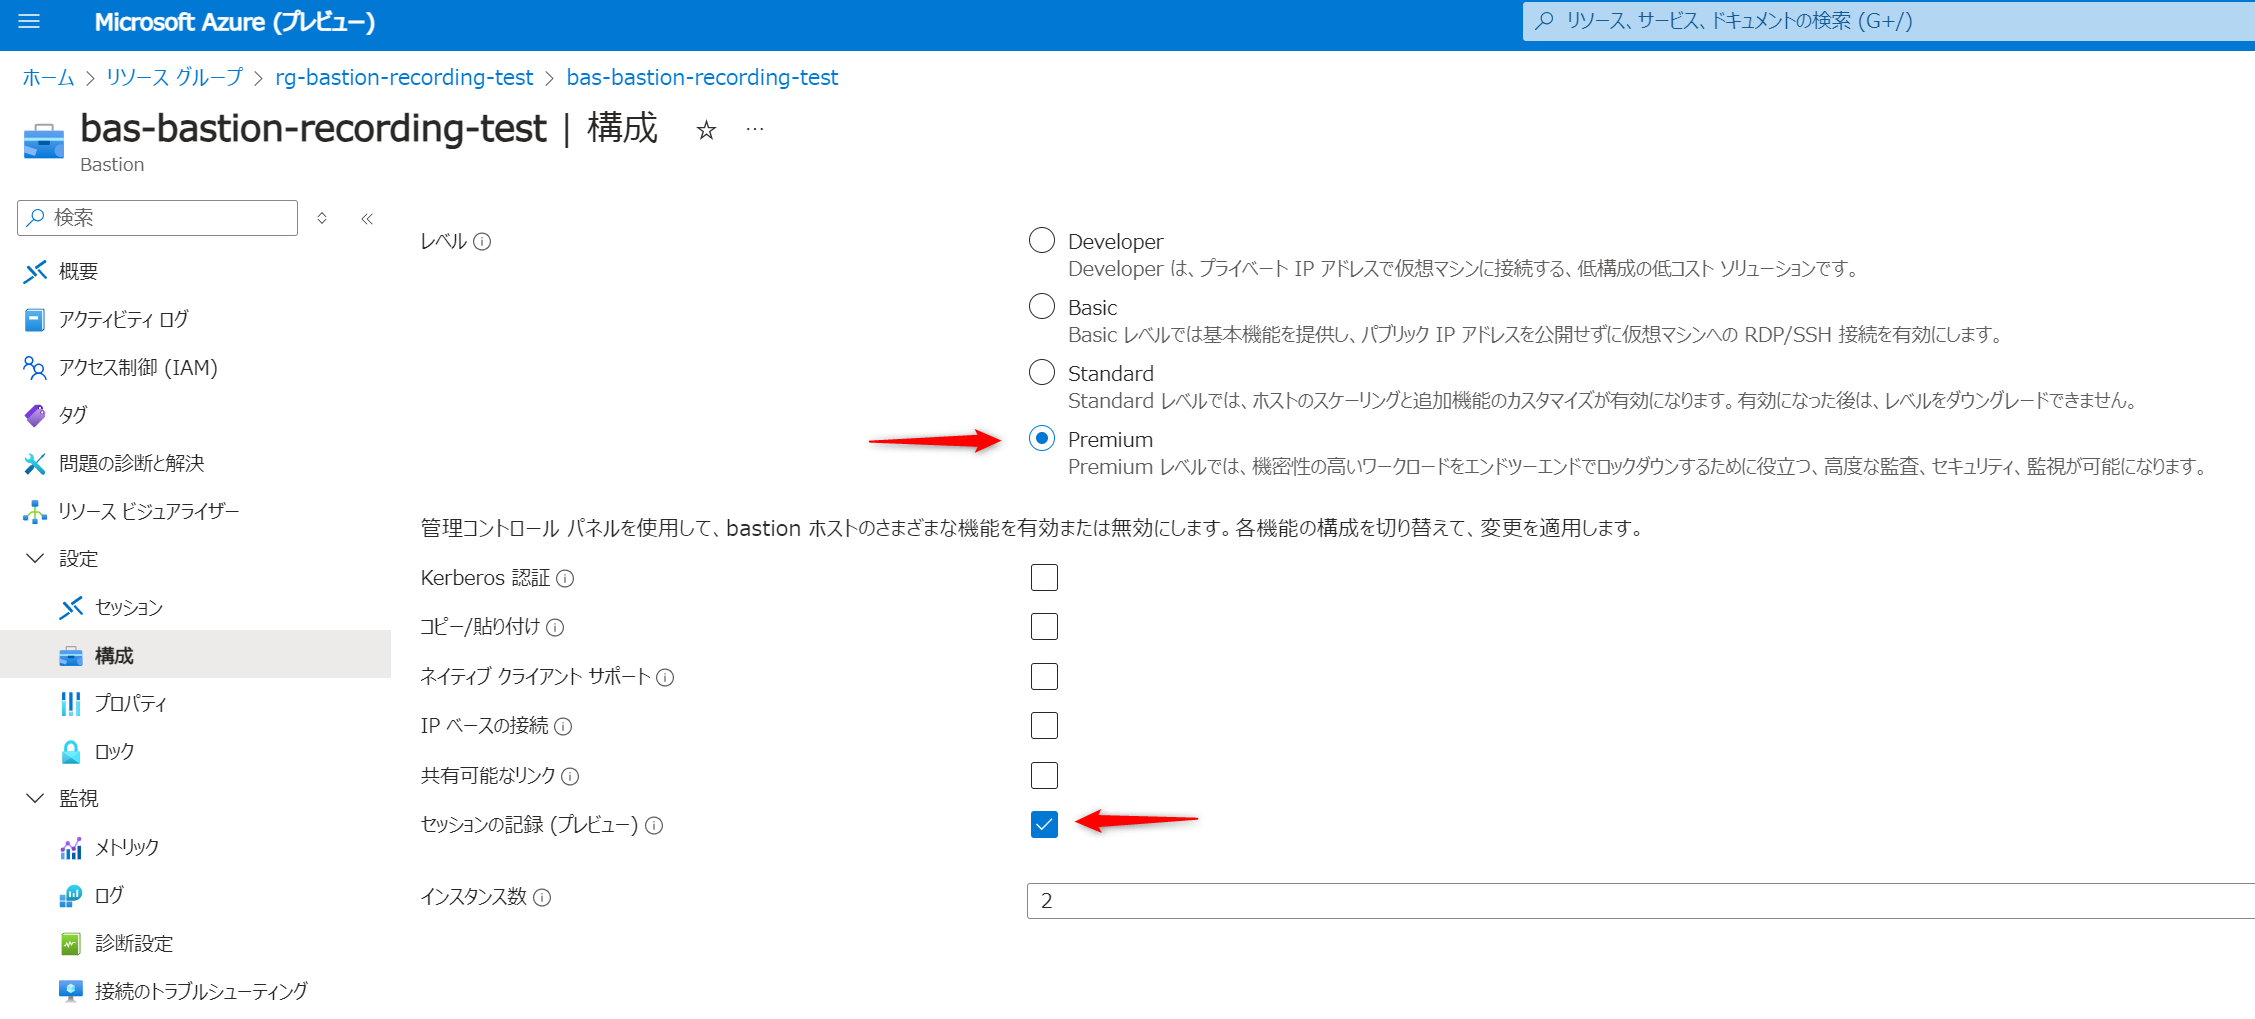 Microsoft Azure (プレビュー)
リソース、サービス、ドキュメントの検索 (G+/)
ホーム > リソース グループ > rg-bastion-recording-test > bas-bastion-recording-test
bas-bastion-recording-test | 構成
Bastion
検索
概要
アクティビティ ログ
アクセス制御 (IAM)
タグ
問題の診断と解決
リソース ビジュアライザー
設定
セッション
構成
プロパティ
ロック
監視
メトリック
ログ
診断設定
接続のトラブルシューティング
レベル
Developer
Developer は、プライベート IP アドレスで仮想マシンに接続する、低構成の低コスト ソリューションです。
Basic
Basic レベルでは基本機能を提供し、パブリック IP アドレスを公開せずに仮想マシンへの RDP/SSH 接続を有効にします。
Standard
Standard レベルでは、ホストのスケーリングと追加機能のカスタマイズが有効になります。有効になった後は、レベルをダウングレードできません。
Premium
Premium レベルでは、機密性の高いワークロードをエンドツーエンドでロックダウンするために役立つ、高度な監査、セキュリティ、監視が可能になります。
管理コントロール パネルを使用して、bastion ホストのさまざまな機能を有効または無効にします。各機能の構成を切り替えて、変更を適用します。
Kerberos 認証
コピー/貼り付け
ネイティブ クライアント サポート
IP ベースの接続
共有可能なリンク
セッションの記録 (プレビュー)
インスタンス数
2